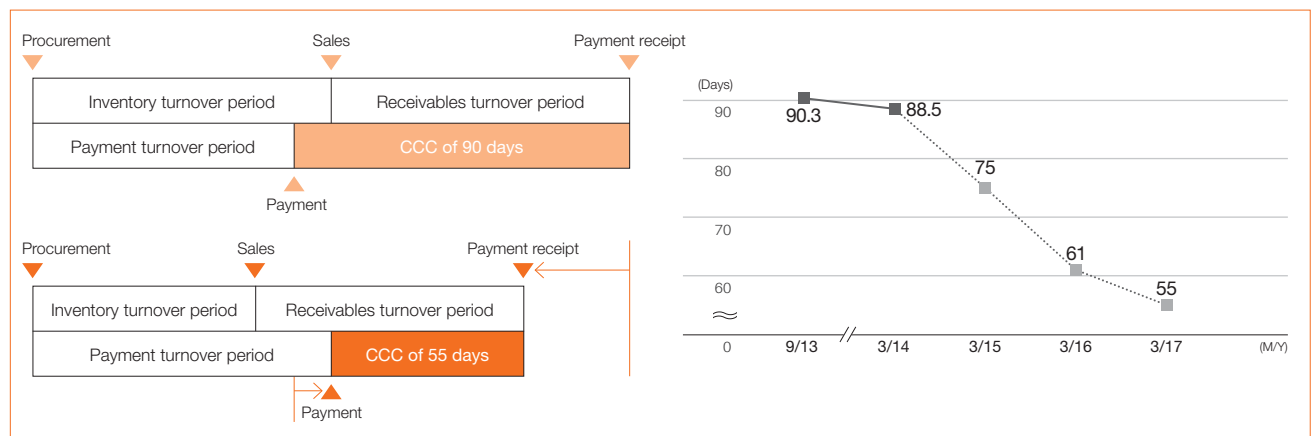 Procurement Sales Payment receipt
Inventory turnover period Receivables turnover period
Payment turnover period CCC of 90 days
Payment
Procurement Sales Payment receipt
Inventory turnover period Receivables turnover period
Payment turnover period CCC of 55 days
Payment
(Days)
90
80
70
60
0
90.3
88.5
75
61
55
9/13 3/14 3/15 3/16 3/17 (M/Y)